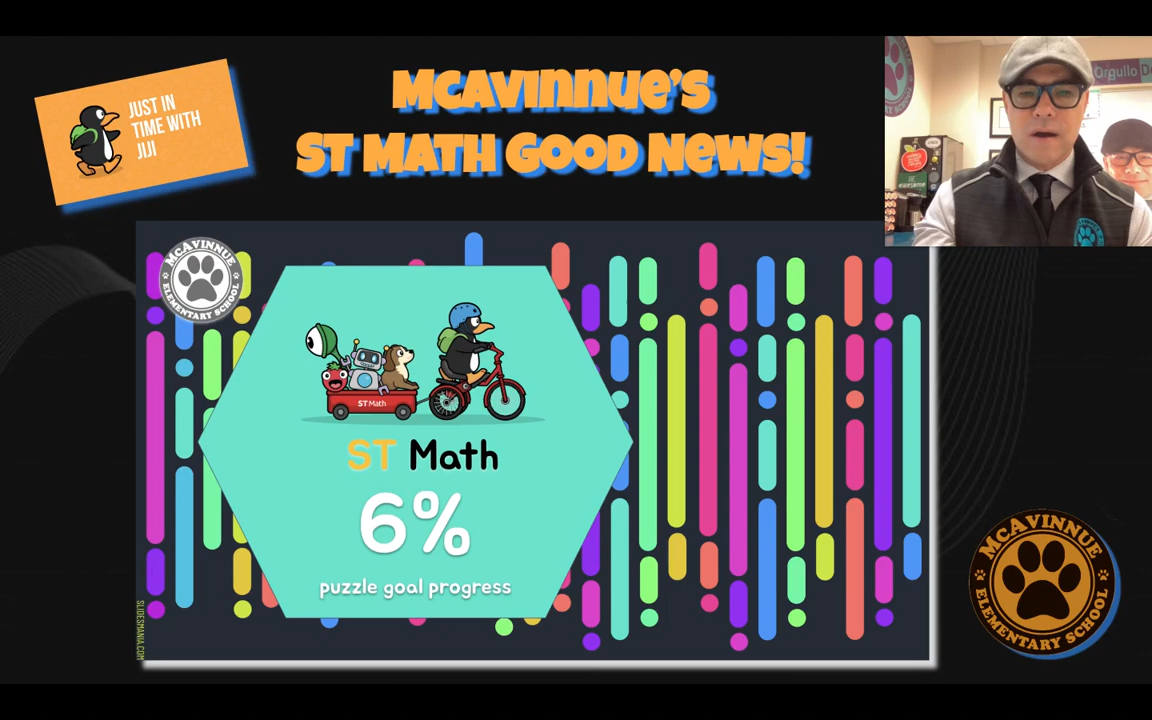 JUST IN
TIME WITH
JIJI
McAvinnue's
ST Math Good News!
McAVINNUE
ELEMENTARY SCHOOL
ST Math
ST Math
6%
puzzle goal progress
SLIDESMANIA.COM
Orgullo
McAVINNUE
ELEMENTARY SCHOOL